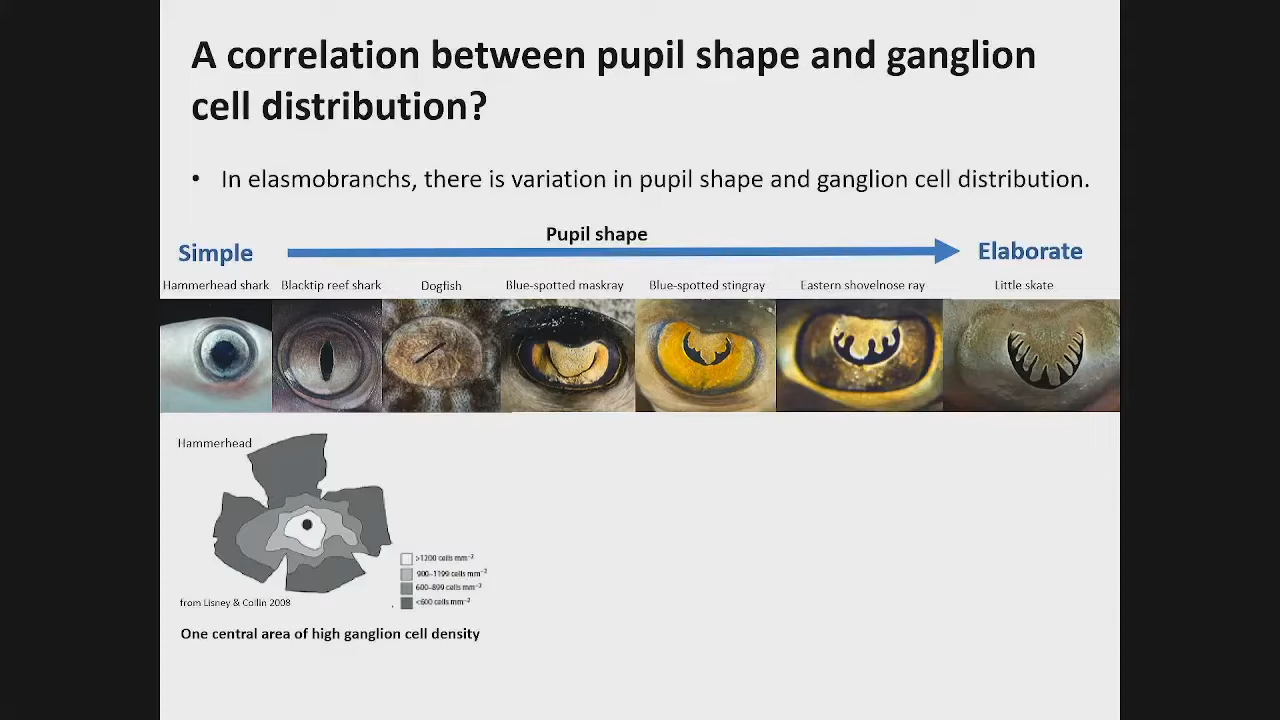 A correlation between pupil shape and ganglion
cell distribution?
• In elasmobranchs, there is variation in pupil shape and ganglion cell distribution.
Pupil shape
Simple
Elaborate
Hammerhead shark
Blacktip reef shark
Dogfish
Blue-spotted maskray
Blue-spotted stingray
Eastern shovelnose ray
Little skate
Hammerhead
>1200 cells mm⁻²
900–1199 cells mm⁻²
600–899 cells mm⁻²
<600 cells mm⁻²
from Lisney & Collin 2008
One central area of high ganglion cell density